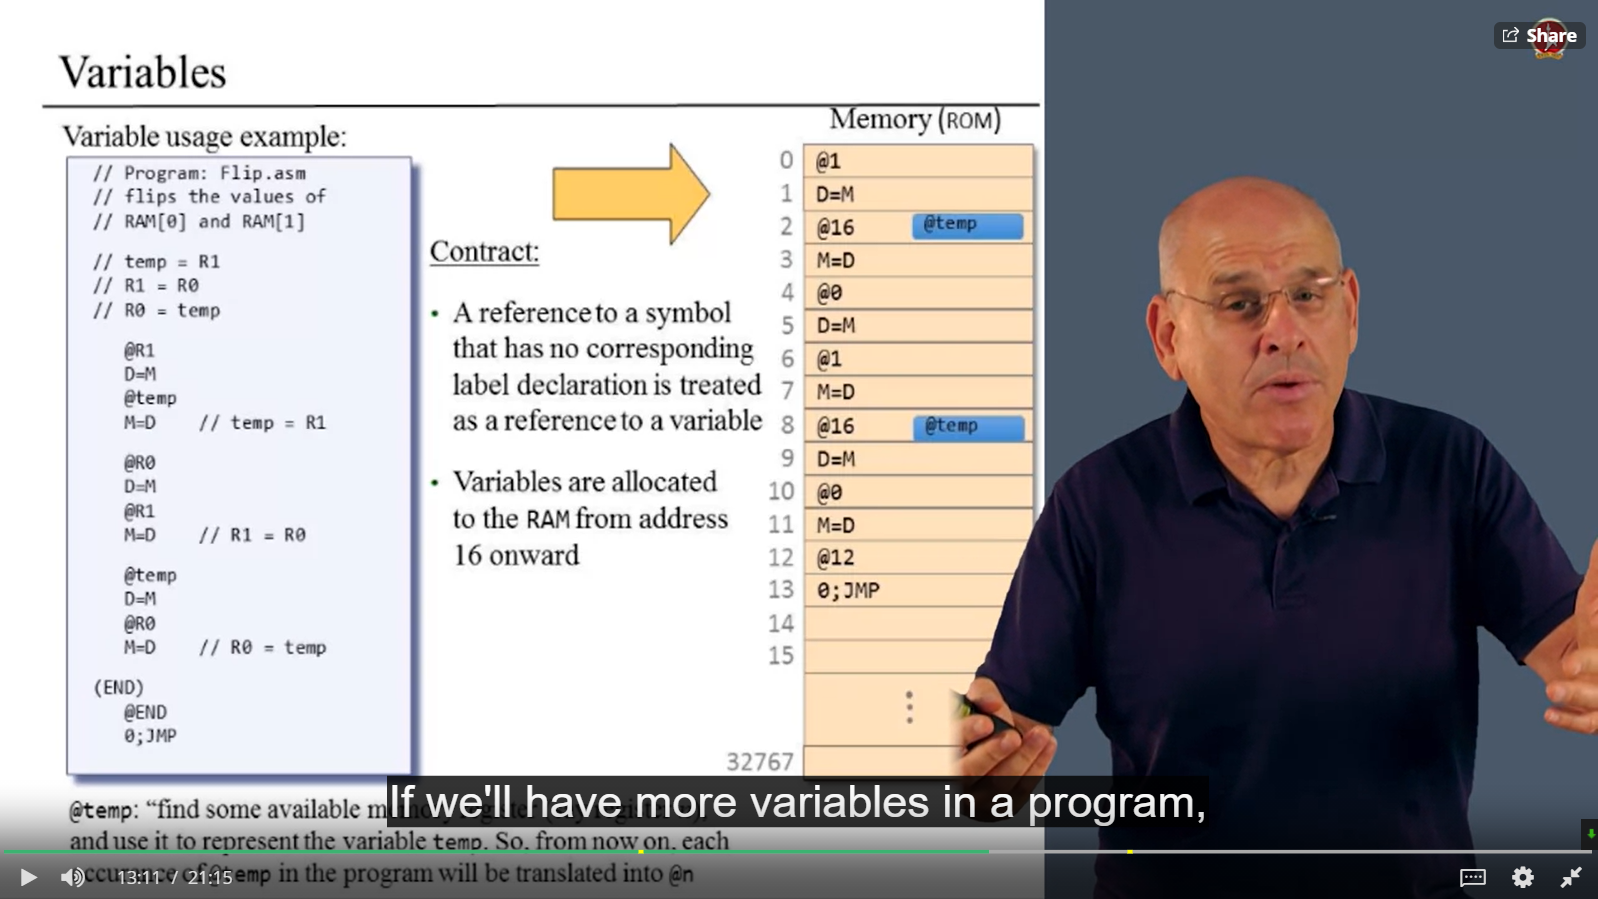 Share
Variables
Variable usage example:
// Program: Flip.asm
// flips the values of
// RAM[0] and RAM[1]
// temp = R1
// R1 = R0
// R0 = temp
@R1
D=M
@temp
M=D // temp = R1
@R0
D=M
@R1
M=D // R1 = R0
@temp
D=M
@R0
M=D // R0 = temp
(END)
@END
0;JMP
Contract:
• A reference to a symbol
that has no corresponding
label declaration is treated
as a reference to a variable
• Variables are allocated
to the RAM from address
16 onward
Memory (ROM)
0 @1
1 D=M
2 @16 @temp
3 M=D
4 @0
5 D=M
6 @1
7 M=D
8 @16 @temp
9 D=M
10 @0
11 M=D
12 @12
13 0;JMP
14
15
32767
@temp: “find some available
If we'll have more variables in a program,
and use it to represent the variable temp. So, from now on, each
in the program will be translated into @n
13:11 / 21:15